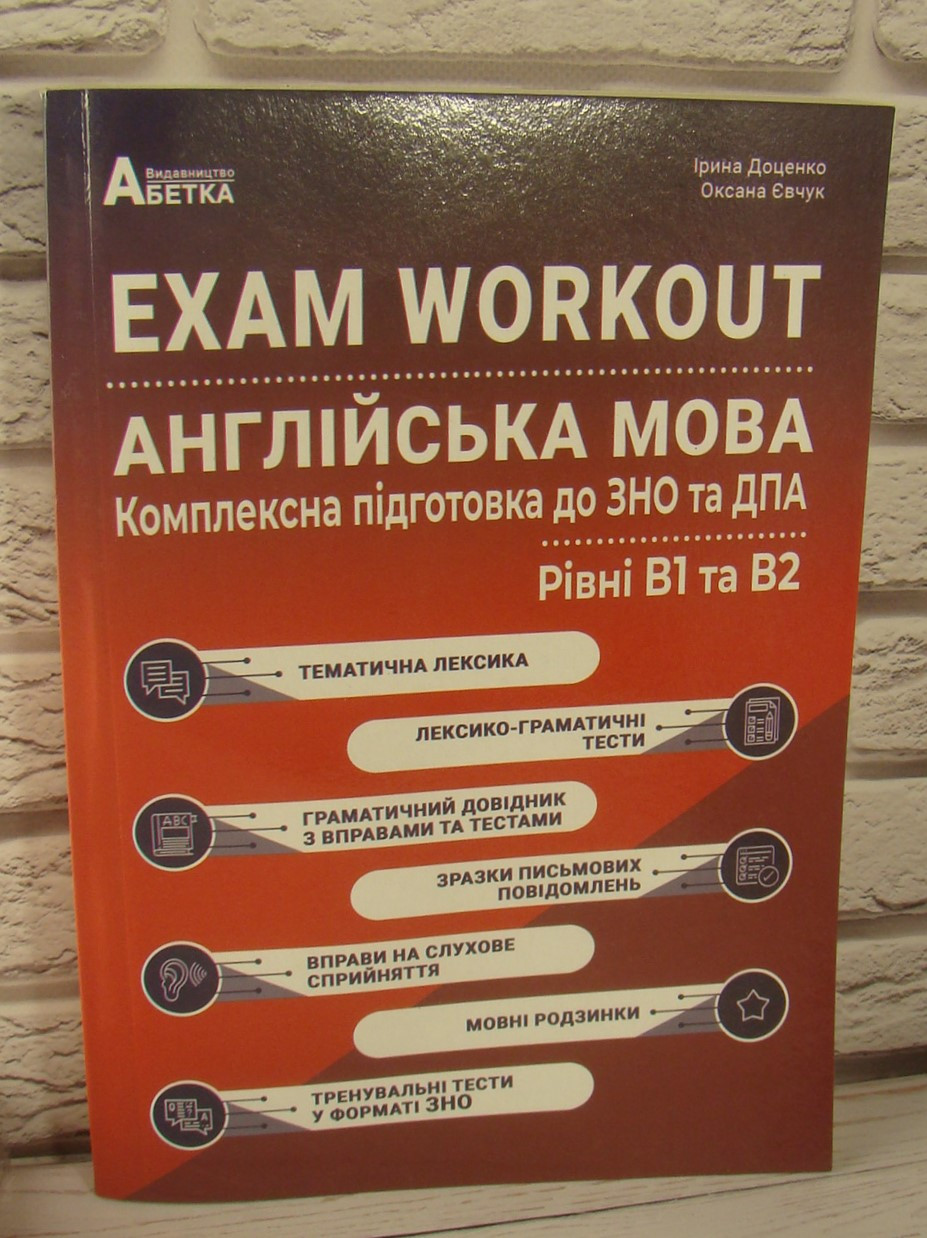 Видавництво
АБЕТКА
Ірина Доценко
Оксана Євчук
EXAM WORKOUT
АНГЛІЙСЬКА МОВА
Комплексна підготовка до ЗНО та ДПА
Рівні В1 та В2
ТЕМАТИЧНА ЛЕКСИКА
ЛЕКСИКО-ГРАМАТИЧНІ
ТЕСТИ
ABC
ГРАМАТИЧНИЙ ДОВІДНИК
З ВПРАВАМИ ТА ТЕСТАМИ
ЗРАЗКИ ПИСЬМОВИХ
ПОВІДОМЛЕНЬ
ВПРАВИ НА СЛУХОВЕ
СПРИЙНЯТТЯ
МОВНІ РОДЗИНКИ
ТРЕНУВАЛЬНІ ТЕСТИ
У ФОРМАТІ ЗНО